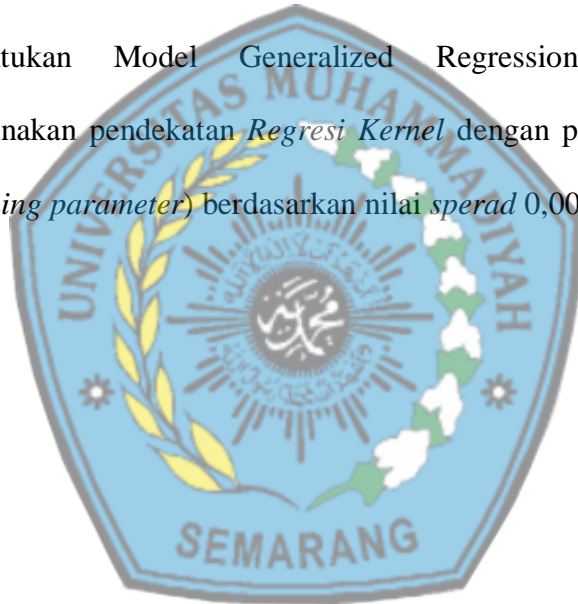 tukan Model Generalized Regression
nakan pendekatan Regresi Kernel dengan p
ing parameter) berdasarkan nilai sperad 0,00
UNIVERSITAS MUHAMMADIYAH
SEMARANG